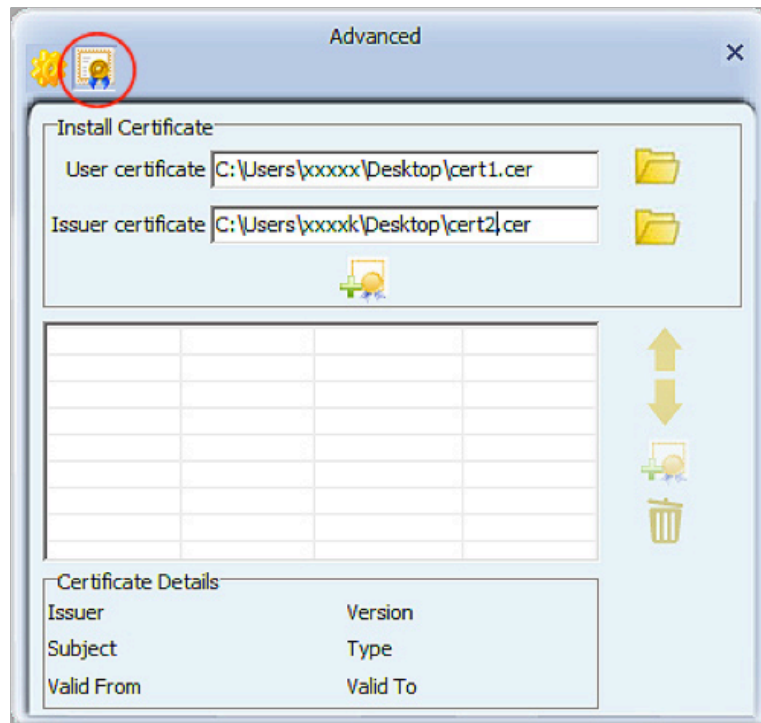 Advanced
Install Certificate
User certificate C:\Users\xxxxx\Desktop\cert1.cer
Issuer certificate C:\Users\xxxxk\Desktop\cert2.cer
Certificate Details
Issuer Version
Subject Type
Valid From Valid To